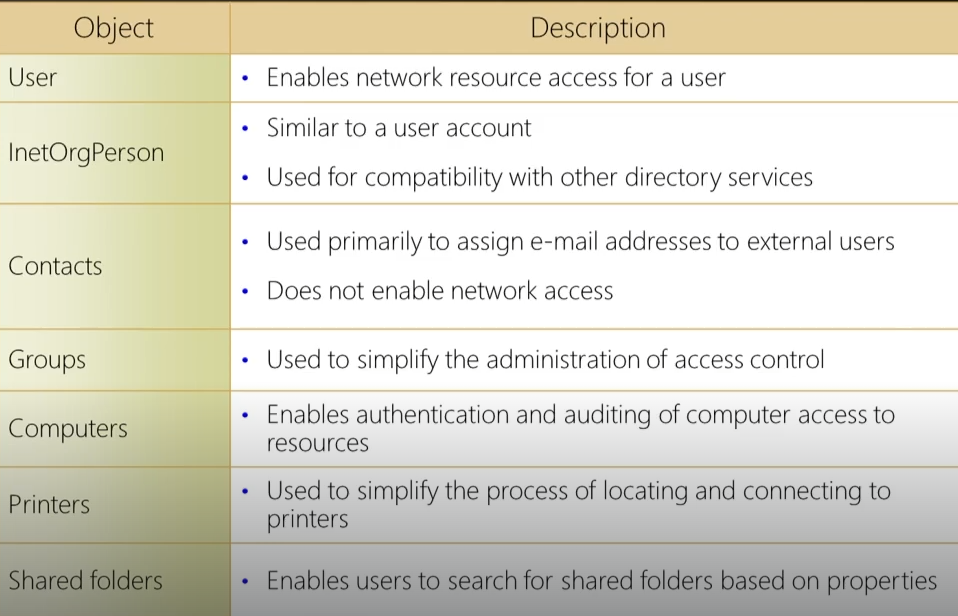 Object
Description
User
• Enables network resource access for a user
InetOrgPerson
• Similar to a user account
• Used for compatibility with other directory services
Contacts
• Used primarily to assign e-mail addresses to external users
• Does not enable network access
Groups
• Used to simplify the administration of access control
Computers
• Enables authentication and auditing of computer access to
resources
Printers
• Used to simplify the process of locating and connecting to
printers
Shared folders
• Enables users to search for shared folders based on properties